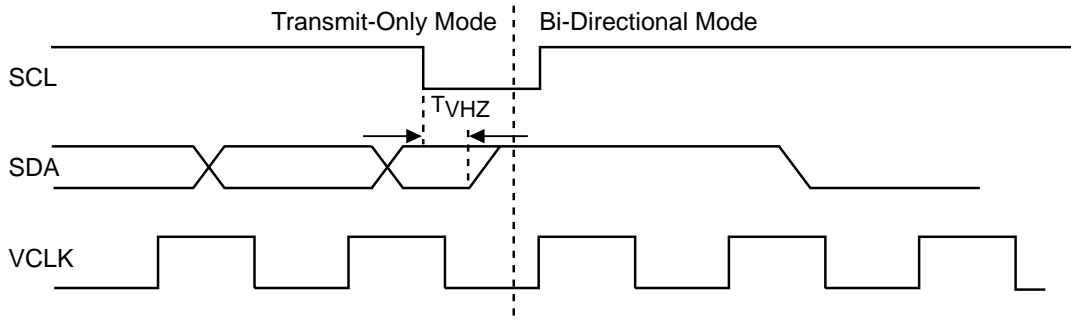 Transmit-Only Mode
Bi-Directional Mode
SCL
TVHZ
SDA
VCLK